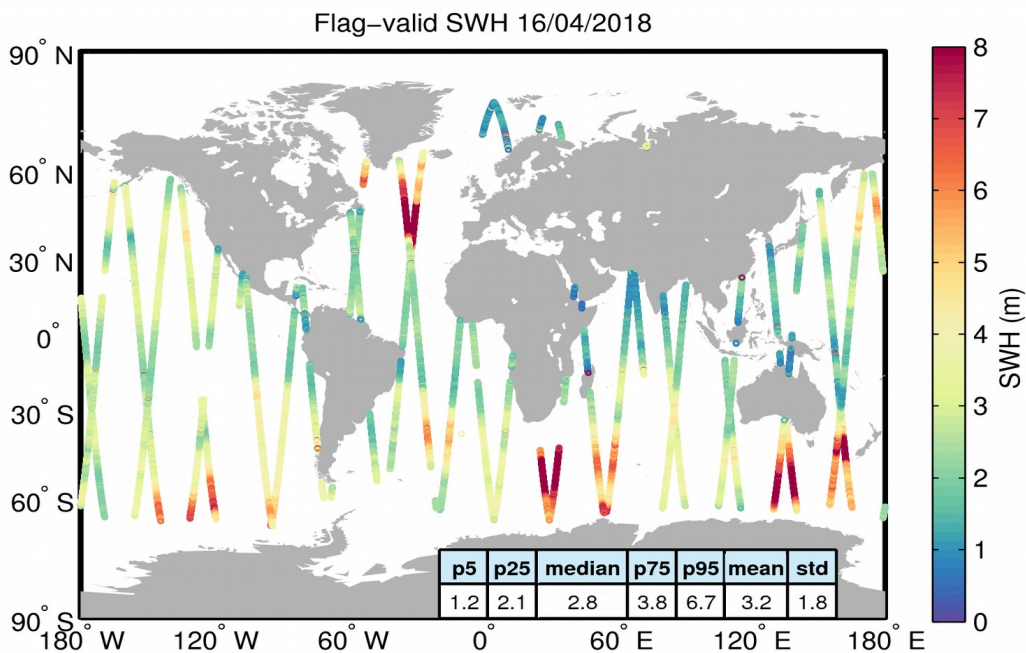 Flag−valid SWH 16/04/2018
90° N
60° N
30° N
0°
30° S
60° S
90° S
180° W
120° W
60° W
0°
60° E
120° E
180° E
p5 p25 median p75 p95 mean std
1.2 2.1 2.8 3.8 6.7 3.2 1.8
8
7
6
5
4
3
2
1
0
SWH (m)